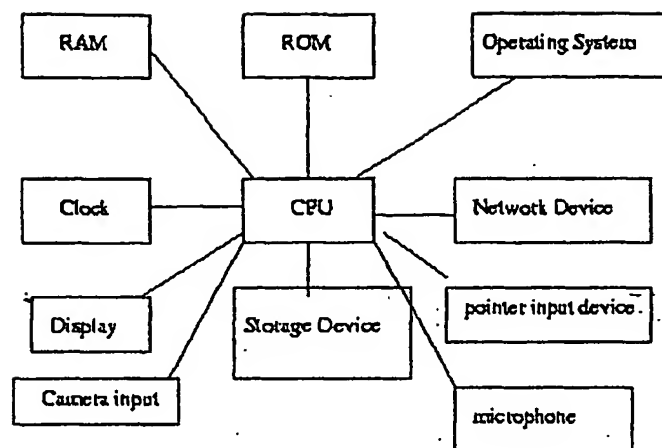 RAM
ROM
Operating System
Clock
CPU
Network Device
Display
Storage Device
pointer input device
Camera input
microphone